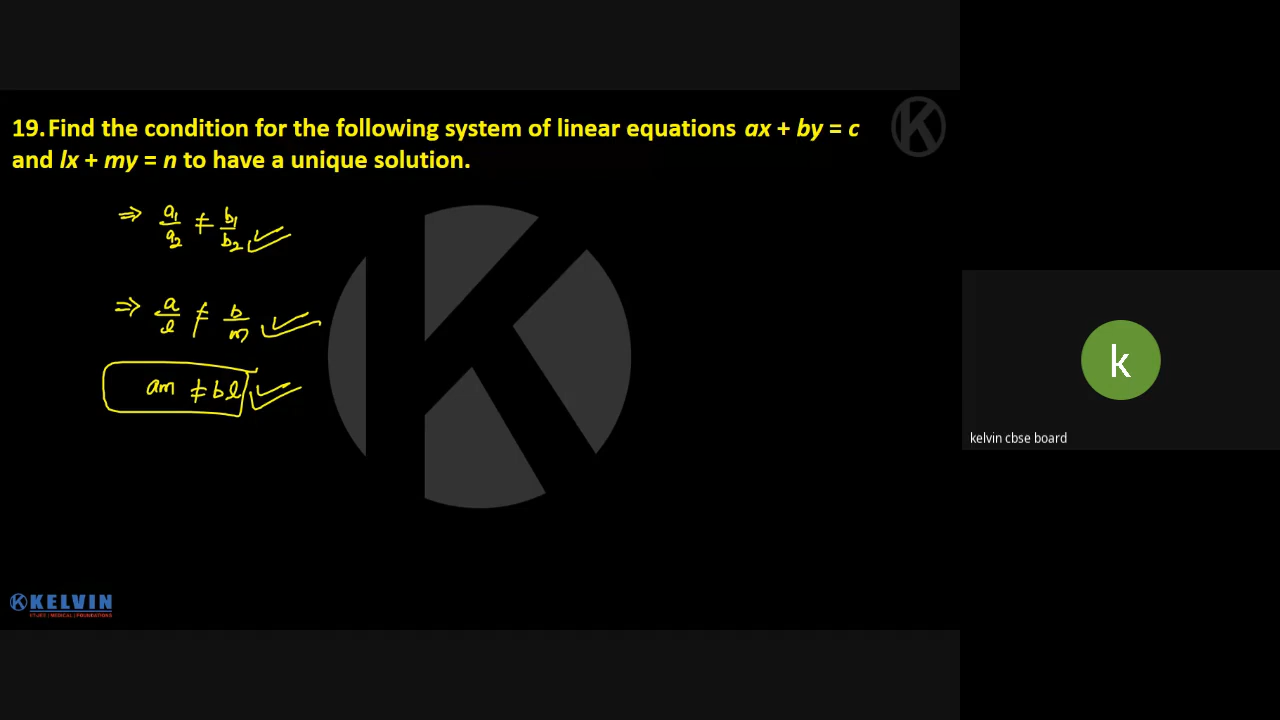 19. Find the condition for the following system of linear equations ax + by = c
and lx + my = n to have a unique solution.
⇒ a₁/a₂ ≠ b₁/b₂
⇒ a/l ≠ b/m
am ≠ bl
k
kelvin cbse board
KELVIN